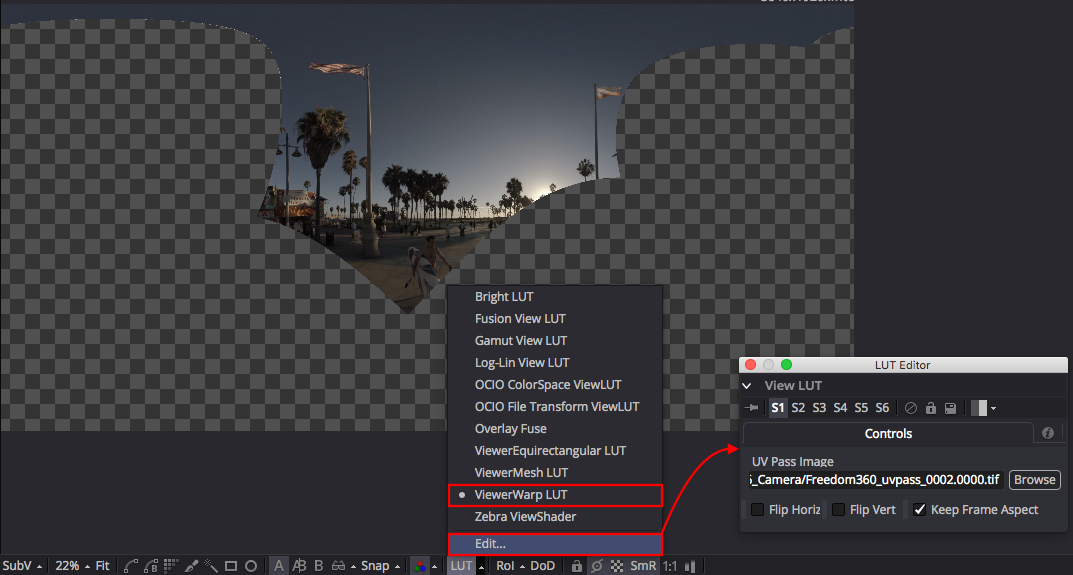 Bright LUT
Fusion View LUT
Gamut View LUT
Log-Lin View LUT
OCIO ColorSpace ViewLUT
OCIO File Transform ViewLUT
Overlay Fuse
ViewerEquirectangular LUT
ViewerMesh LUT
ViewerWarp LUT
Zebra ViewShader
Edit...
LUT Editor
View LUT
S1 S2 S3 S4 S5 S6
Controls
UV Pass Image
_Camera/Freedom360_uvpass_0002.0000.tif Browse
Flip Horiz Flip Vert Keep Frame Aspect
SubV 22% Fit A AB B Snap LUT RoI DoD SmR 1:1